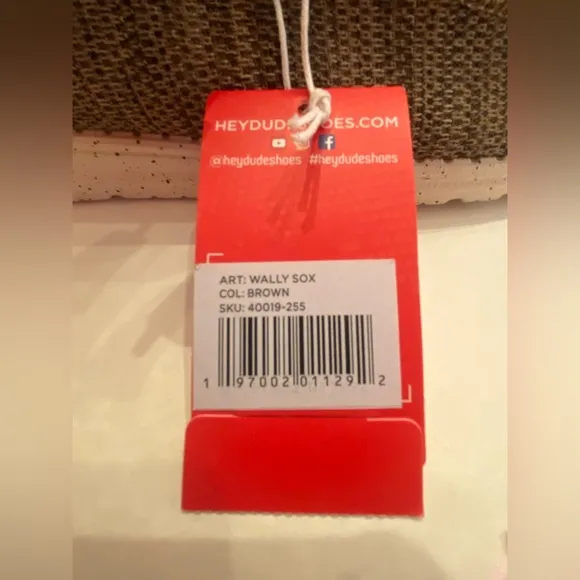 HEYDUDESHOES.COM
@heydudeshoes #heydudeshoes
ART: WALLY SOX
COL: BROWN
SKU: 40019-255
1 97002 01129 2